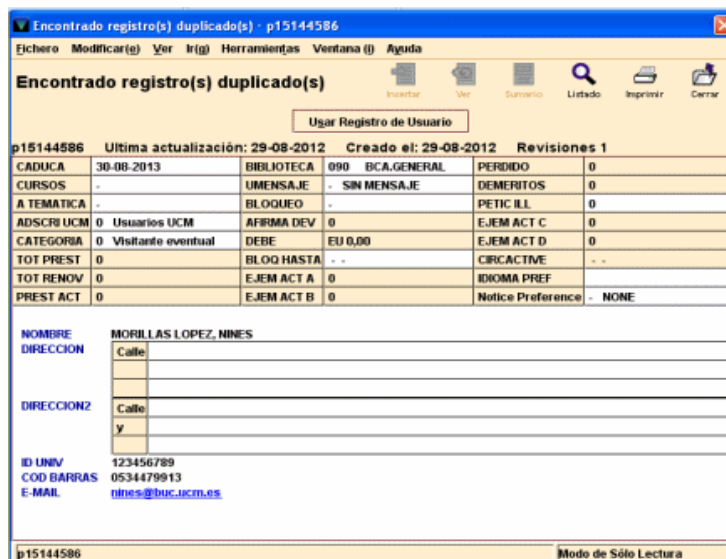 Encontrado registro(s) duplicado(s) - p15144586
Fichero Modificar(e) Ver Ir(g) Herramientas Ventana (i) Ayuda
Encontrado registro(s) duplicado(s)
Insertar Ver Sumario Listado Imprimir Cerrar
Usar Registro de Usuario
p15144586 Ultima actualización: 29-08-2012 Creado el: 29-08-2012 Revisiones 1
CADUCA 30-08-2013 BIBLIOTECA 090 BCA.GENERAL PERDIDO 0
CURSOS - UMENSAJE - SIN MENSAJE DEMERITOS 0
A TEMATICA - BLOQUEO - PETIC ILL 0
ADSCRI UCM 0 Usuarios UCM AFIRMA DEV 0 EJEM ACT C 0
CATEGORIA 0 Visitante eventual DEBE EU 0,00 EJEM ACT D 0
TOT PREST 0 BLOQ HASTA - - CIRCACTIVE - -
TOT RENOV 0 EJEM ACT A 0 IDIOMA PREF
PREST ACT 0 EJEM ACT B 0 Notice Preference - NONE
NOMBRE MORILLAS LOPEZ, NINES
DIRECCION Calle
DIRECCION2 Calle
y
ID UNIV 123456789
COD BARRAS 0534479913
E-MAIL nines@buc.ucm.es
p15144586 Modo de Sólo Lectura